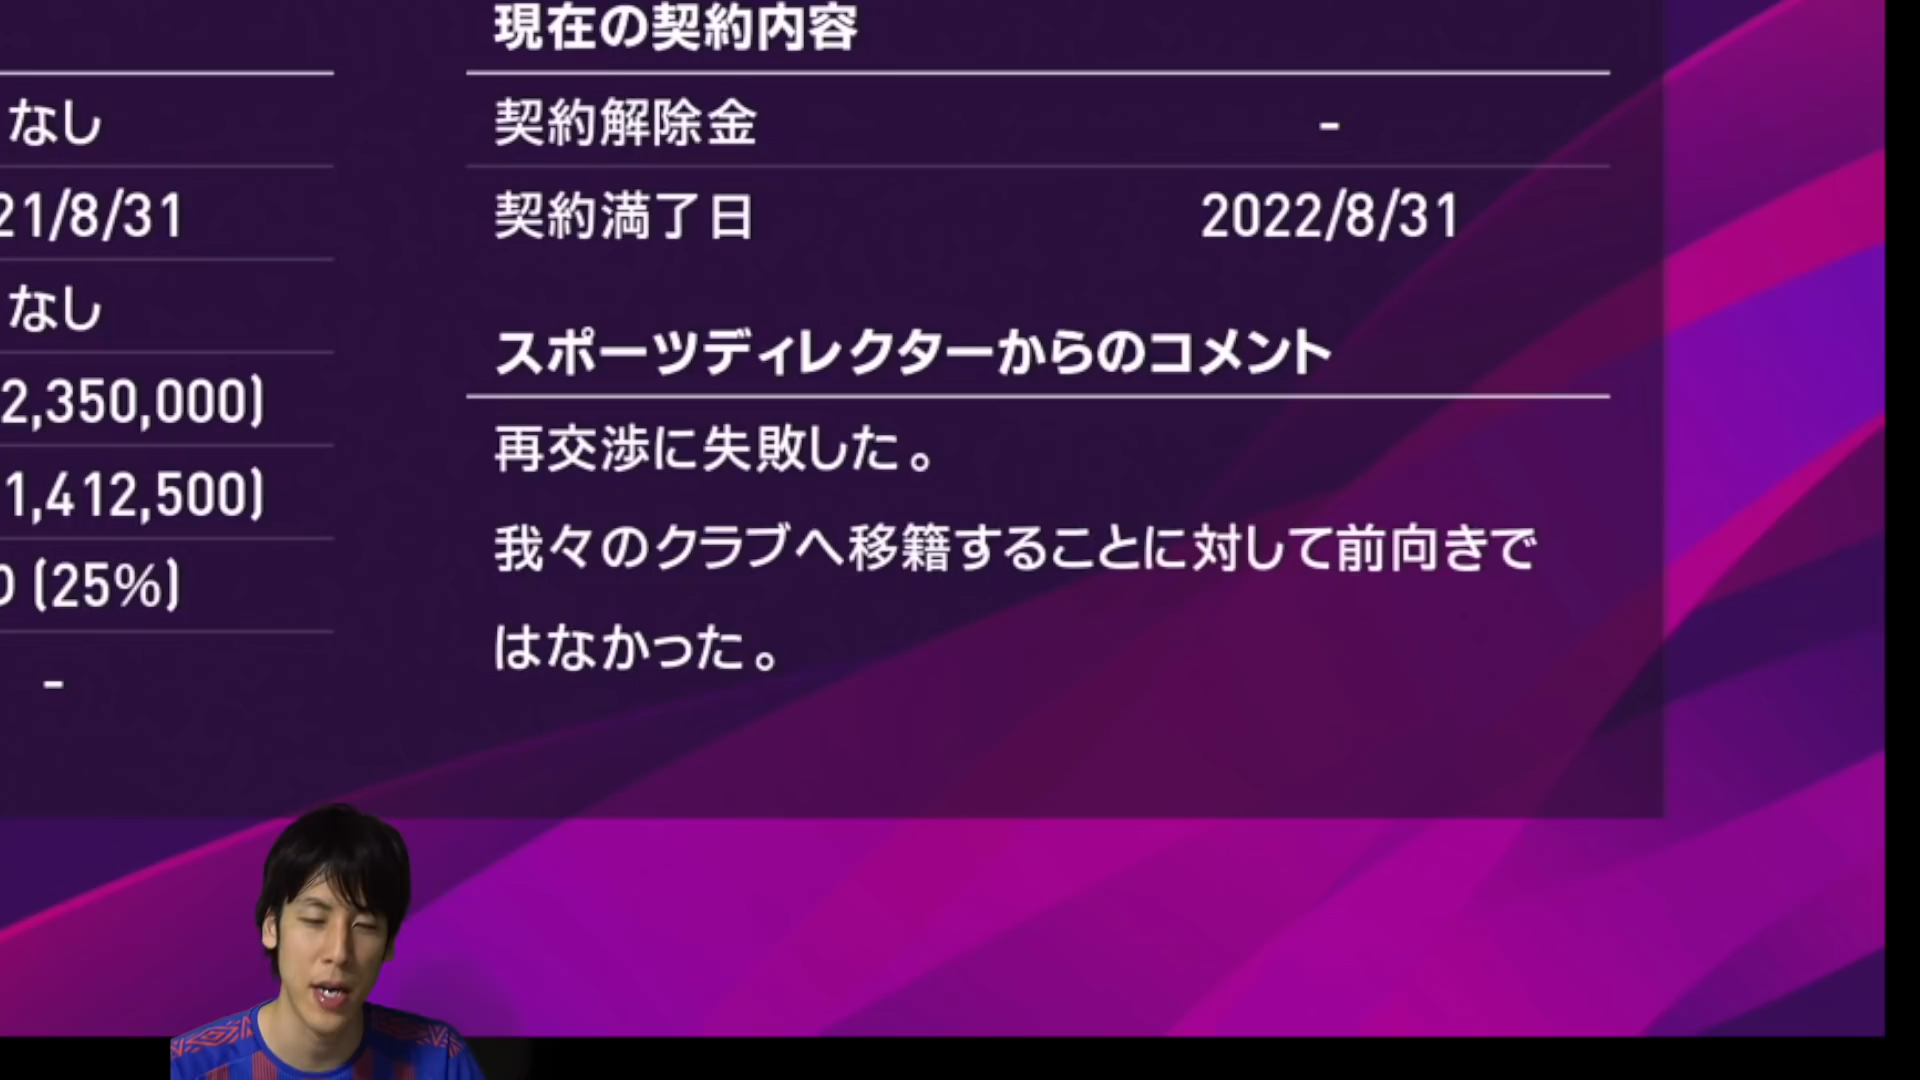 現在の契約内容
なし
契約解除金 -
21/8/31
契約満了日 2022/8/31
なし
スポーツディレクターからのコメント
2,350,000)
再交渉に失敗した。
1,412,500)
我々のクラブへ移籍することに対して前向きで
0 (25%)
はなかった。
-